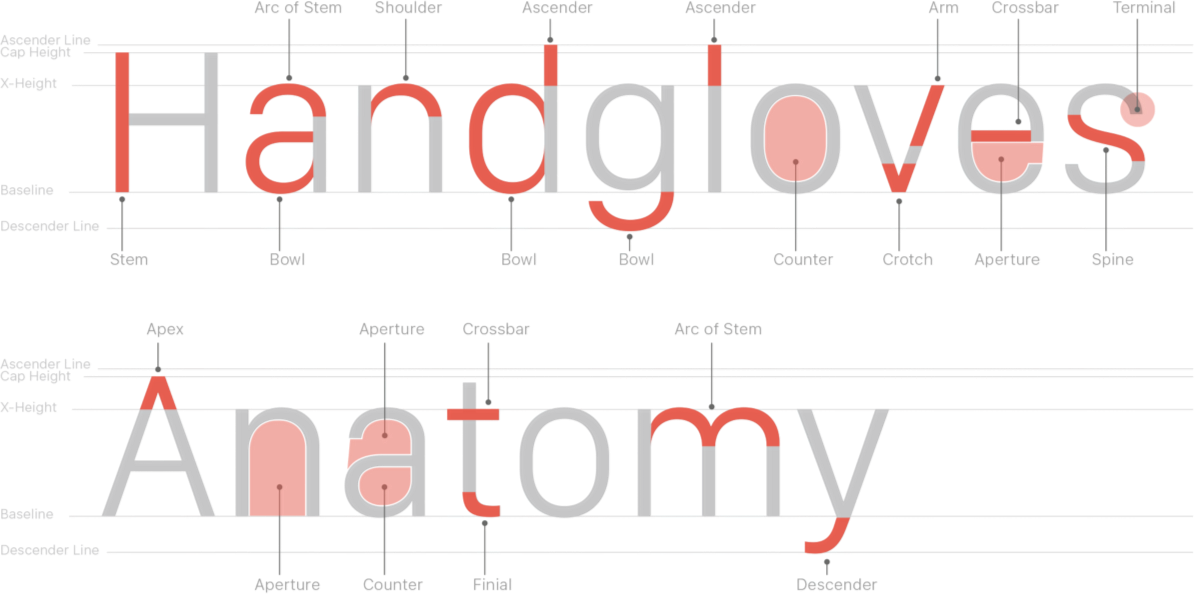 Arc of Stem Shoulder Ascender Ascender Arm Crossbar Terminal
Ascender Line
Cap Height
X-Height
Handgloves
Baseline
Descender Line
Stem Bowl Bowl Bowl Counter Crotch Aperture Spine
Apex Aperture Crossbar Arc of Stem
Ascender Line
Cap Height
X-Height
Anatomy
Baseline
Descender Line
Aperture Counter Finial Descender